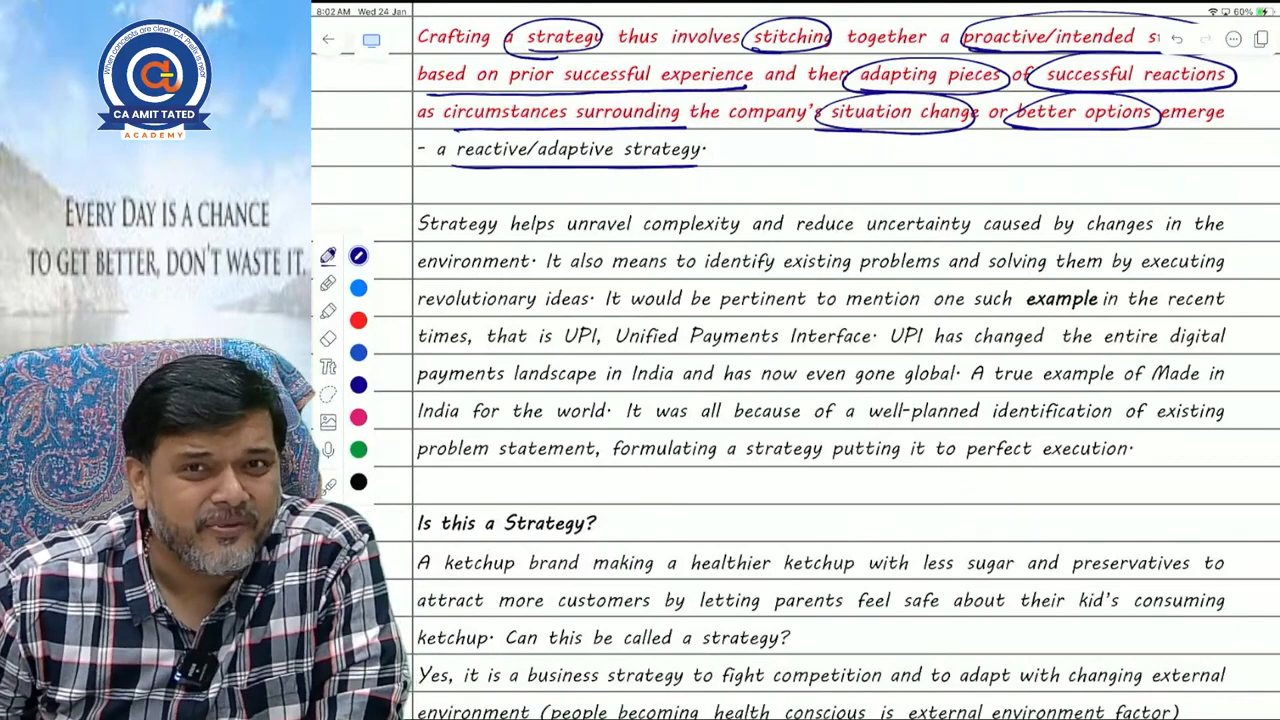 8:02 AM Wed 24 Jan
60%
When concepts are clear 'CA' Prefix is near
CA AMIT TATED
ACADEMY
EVERY DAY IS A CHANCE
TO GET BETTER, DON'T WASTE IT.
Tt
Crafting a strategy thus involves stitching together a proactive/intended
based on prior successful experience and then adapting pieces of successful reactions
as circumstances surrounding the company's situation change or better options emerge
- a reactive/adaptive strategy.
Strategy helps unravel complexity and reduce uncertainty caused by changes in the
environment. It also means to identify existing problems and solving them by executing
revolutionary ideas. It would be pertinent to mention one such example in the recent
times, that is UPI, Unified Payments Interface. UPI has changed the entire digital
payments landscape in India and has now even gone global. A true example of Made in
India for the world. It was all because of a well-planned identification of existing
problem statement, formulating a strategy putting it to perfect execution.
Is this a Strategy?
A ketchup brand making a healthier ketchup with less sugar and preservatives to
attract more customers by letting parents feel safe about their kid's consuming
ketchup. Can this be called a strategy?
Yes, it is a business strategy to fight competition and to adapt with changing external
environment (people becoming health conscious is external environment factor)